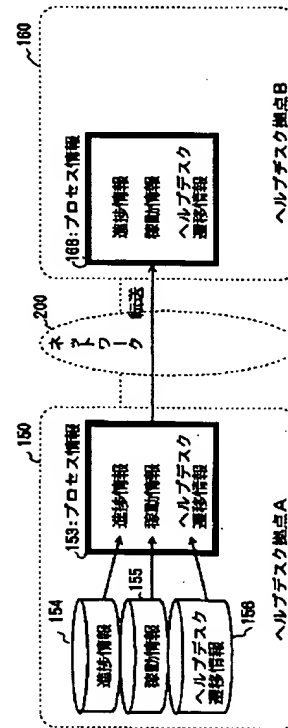 150
154
進捗情報
155
稼動情報
ヘルプデスク
遷移情報
156
153:プロセス情報
進捗情報
稼動情報
ヘルプデスク
遷移情報
ヘルプデスク拠点A
200
ネットワーク
転送
160
168:プロセス情報
進捗情報
稼動情報
ヘルプデスク
遷移情報
ヘルプデスク拠点B